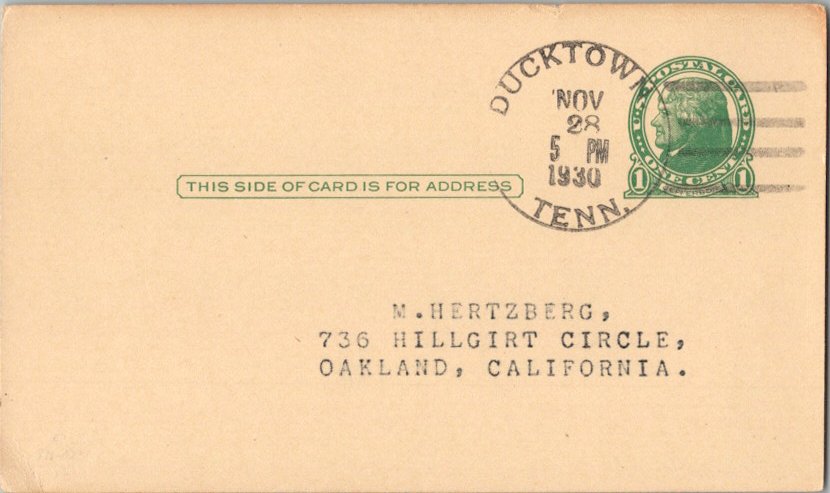 DUCKTOWN
NOV
28
5 PM
1930
TENN.
U.S. POSTAL CARD
ONE CENT
1 JEFFERSON 1
THIS SIDE OF CARD IS FOR ADDRESS
M.HERTZBERG,
736 HILLGIRT CIRCLE,
OAKLAND, CALIFORNIA.